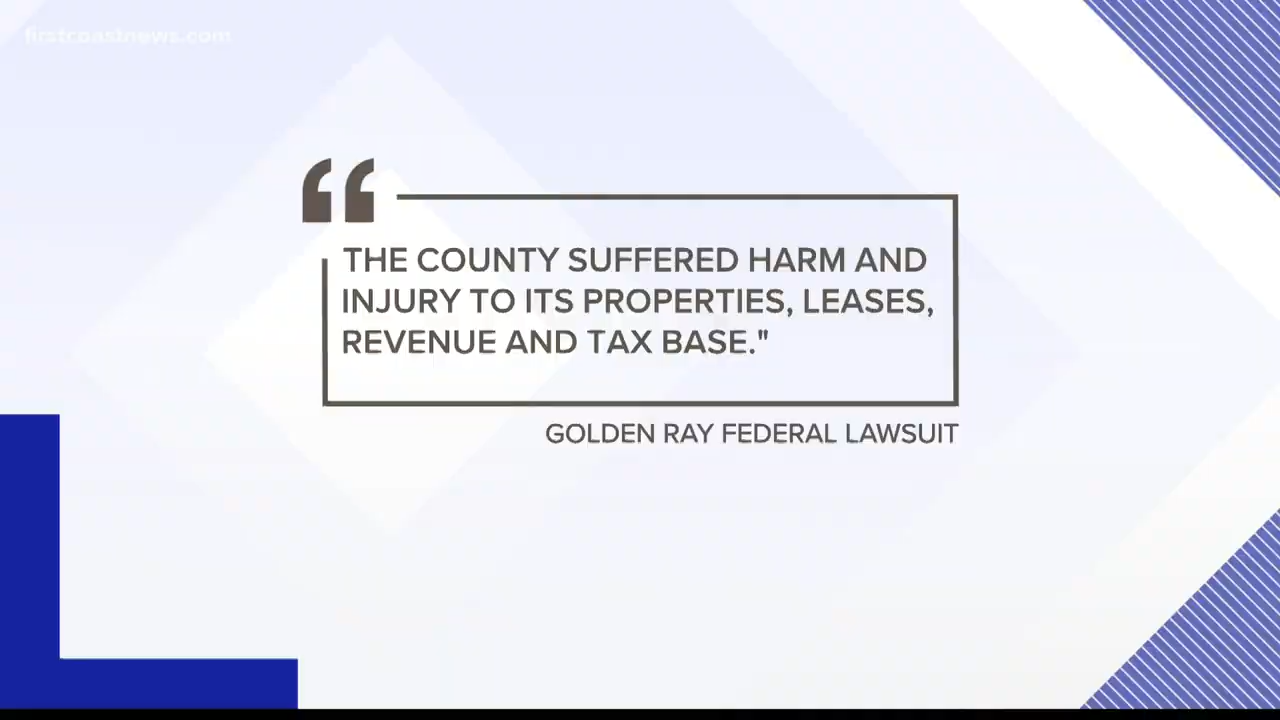 firstcoastnews.com
“
THE COUNTY SUFFERED HARM AND
INJURY TO ITS PROPERTIES, LEASES,
REVENUE AND TAX BASE."
GOLDEN RAY FEDERAL LAWSUIT